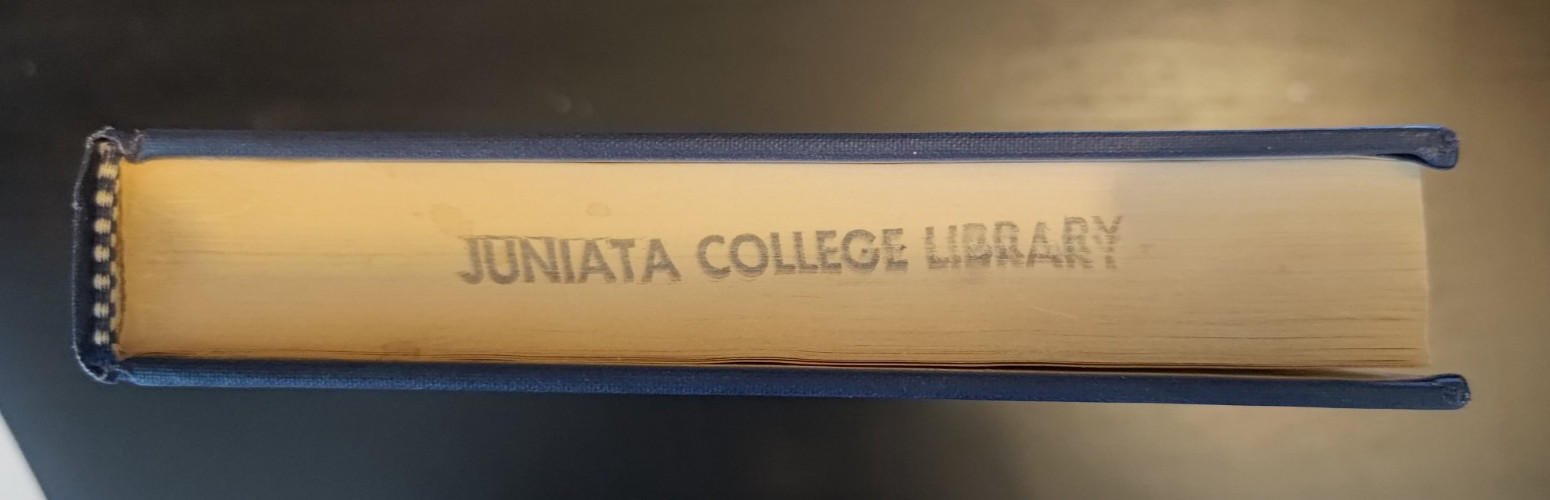 JUNIATA COLLEGE LIBRARY